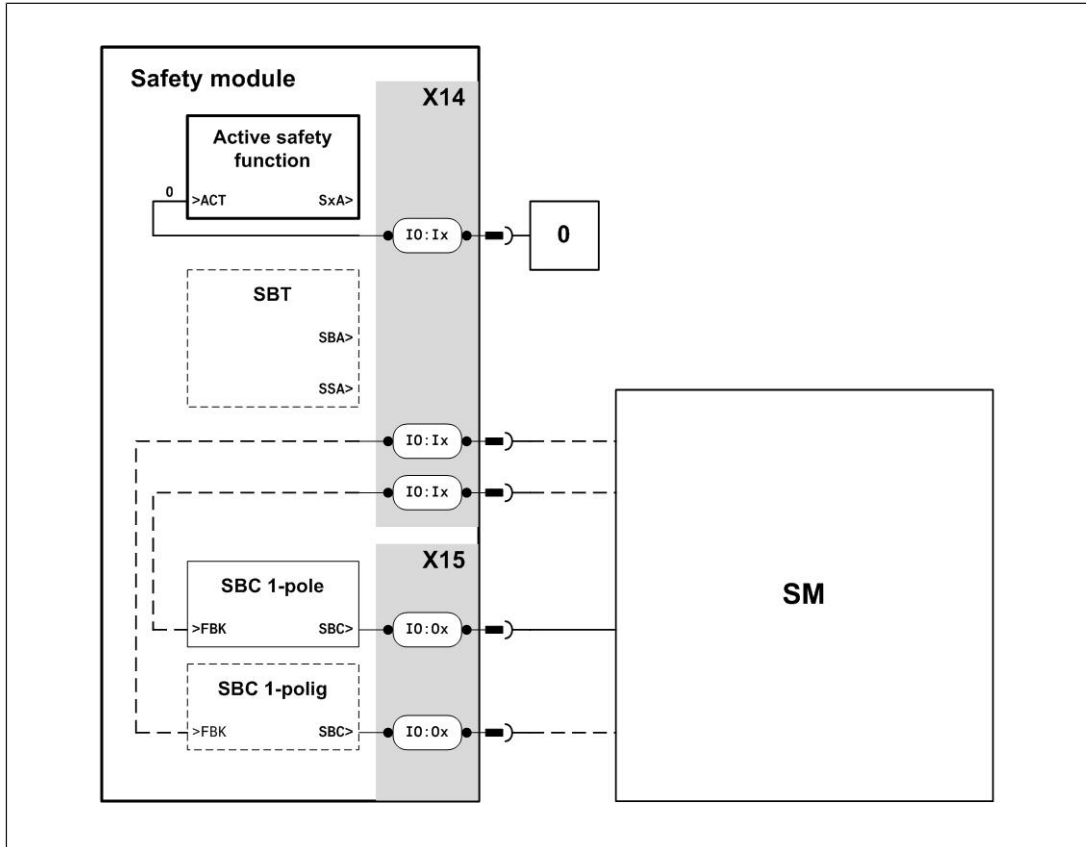 Safety module
X14
Active safety
function
0
>ACT SxA>
IO:Ix
0
SBT
SBA>
SSA>
IO:Ix
IO:Ix
X15
SBC 1-pole
>FBK SBC>
IO:Ox
SM
SBC 1-polig
>FBK SBC>
IO:Ox